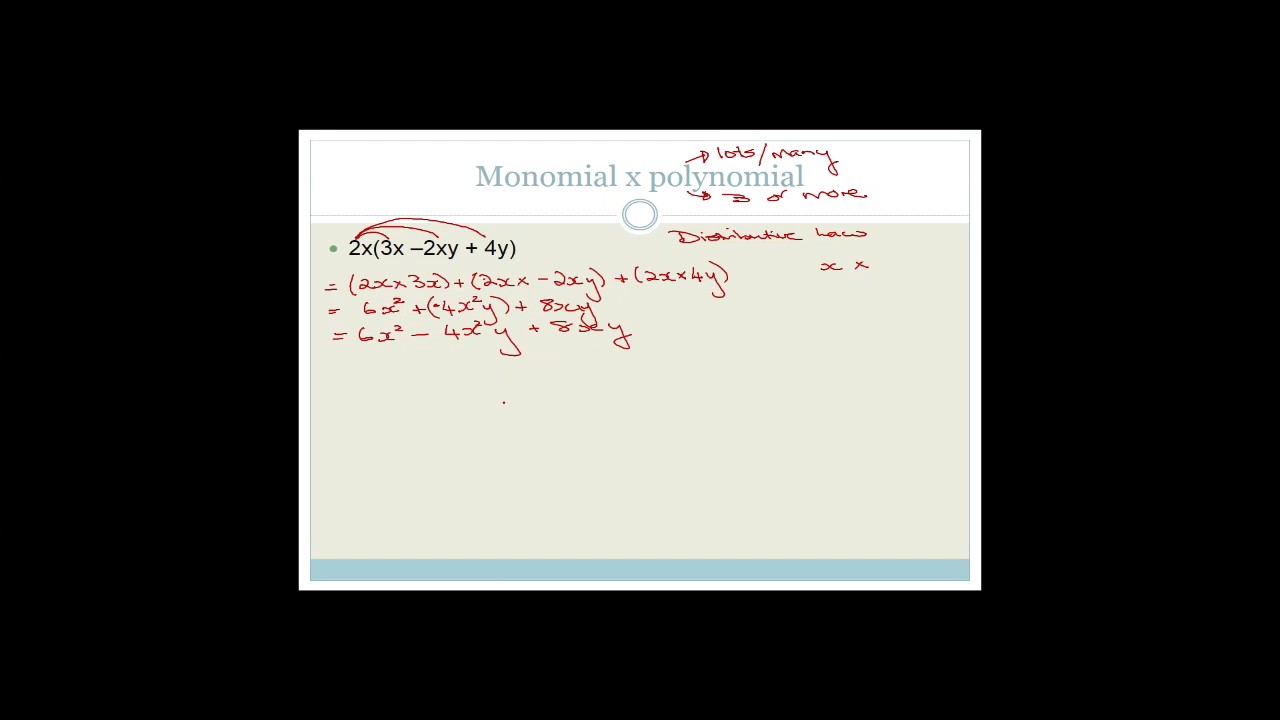 → lots/many
Monomial x polynomial
→ 3 or more
Distributive Law
• 2x(3x –2xy + 4y)
x ×
= (2x×3x) + (2x× - 2xy) + (2x×4y)
= 6x² + (-4x²y) + 8xy
= 6x² - 4x²y + 8xy